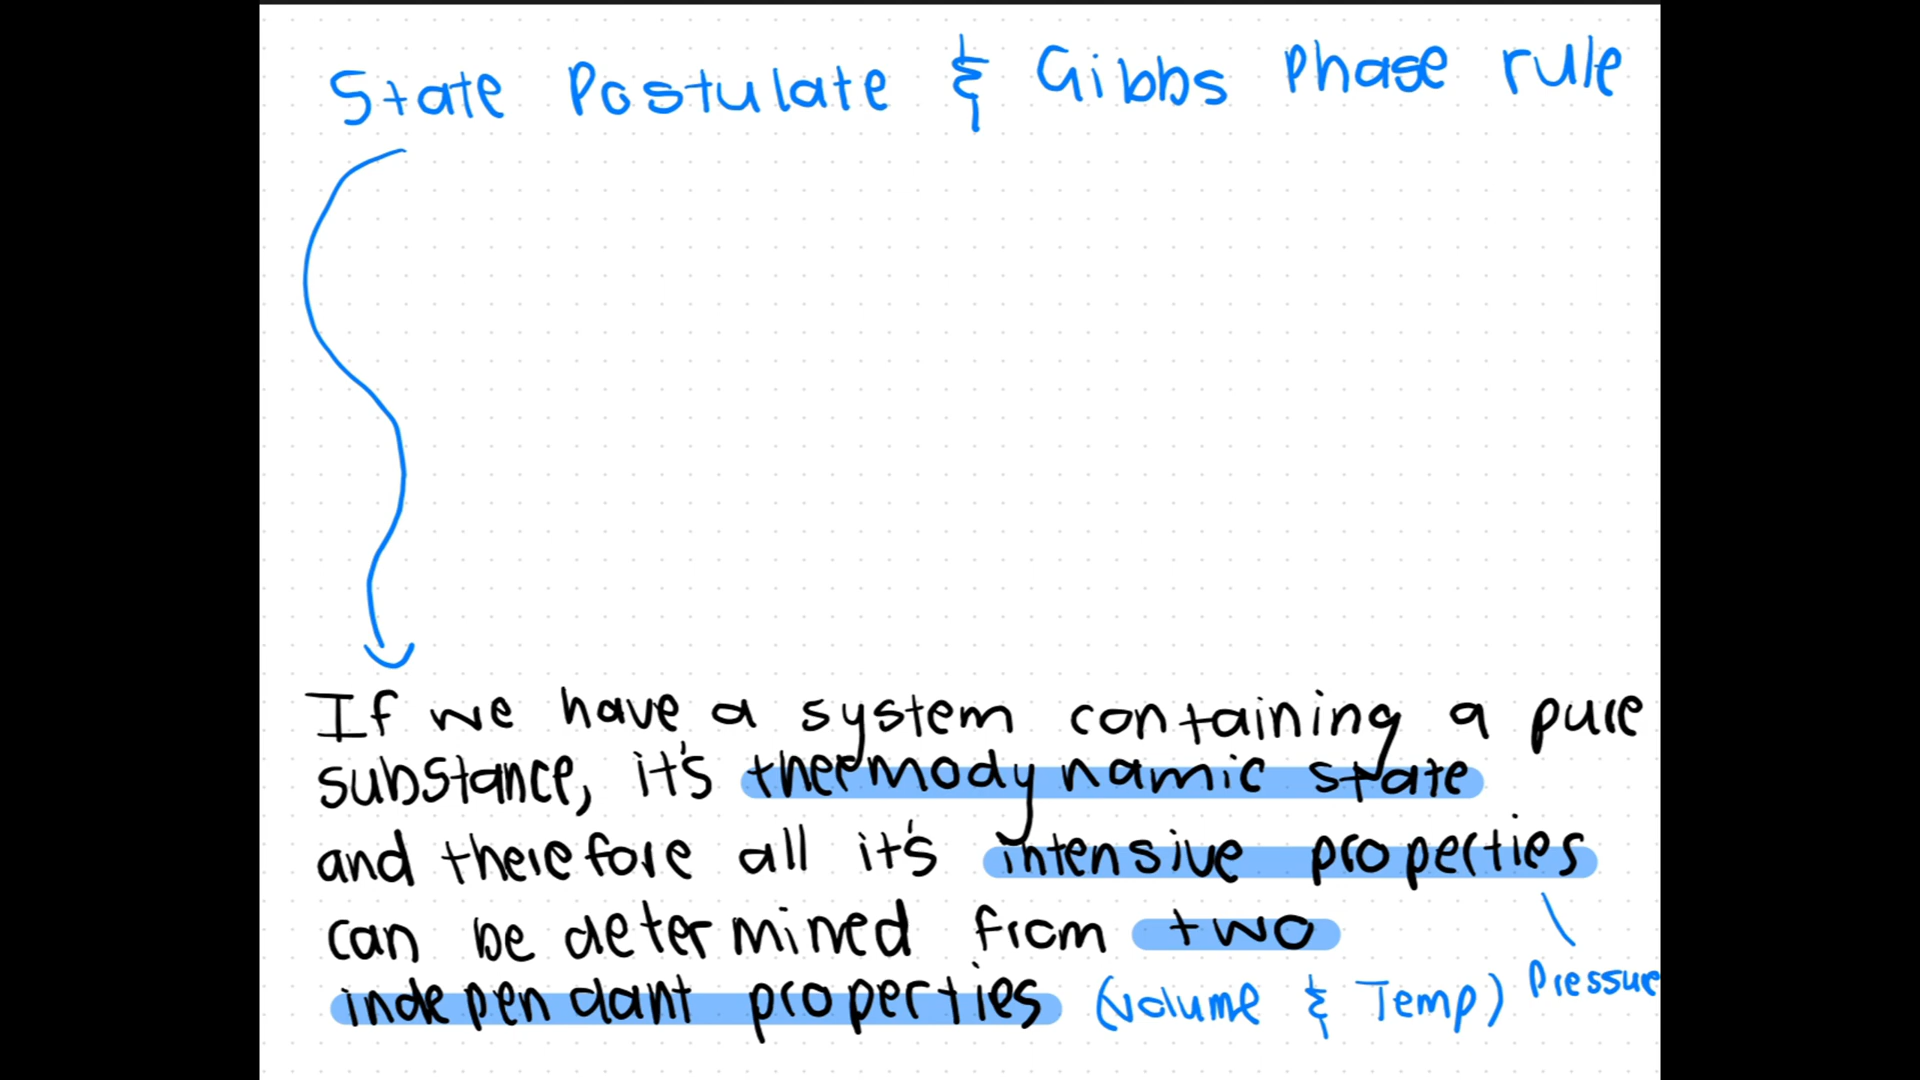 State Postulate & Gibbs Phase rule
If we have a system containing a pure
substance, it's thermodynamic state
and therefore all it's intensive properties
can be determined from two
independant properties (volume & Temp) Pressure